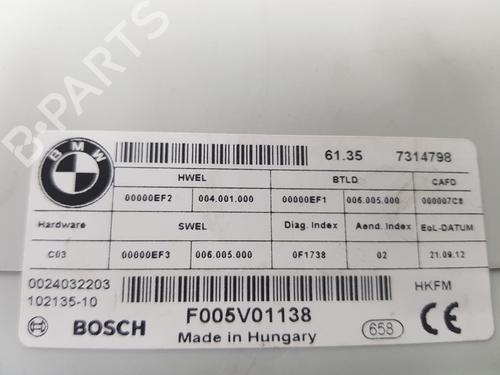 B-PARTS
BMW
61.35 7314798
HWEL BTLD CAFD
00000EF2 004.001.000 00000EF1 006.005.000 000007C8
Hardware SWEL Diag. Index Aend. Index EoL-DATUM
C03 00000EF3 006.005.000 0F1738 02 21.09.12
0024032203 HKFM
102135-10
BOSCH F005V01138 658 CE
Made in Hungary